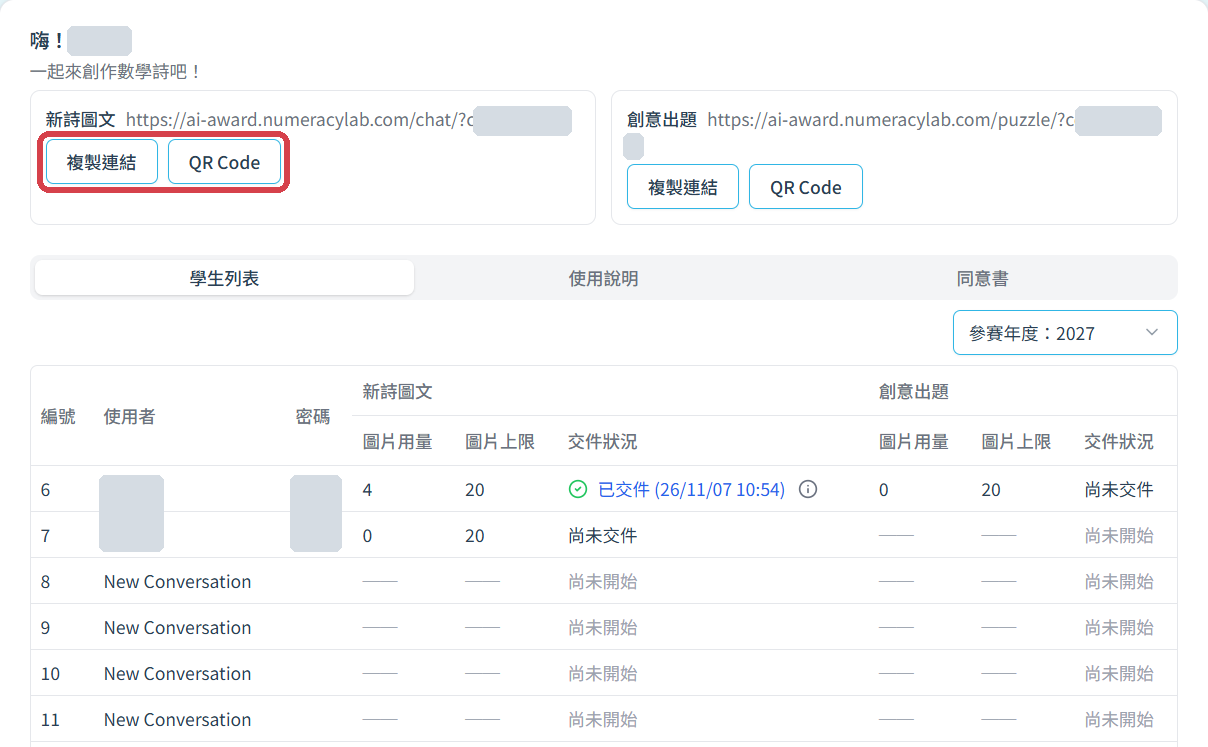 嗨！
一起來創作數學詩吧！
新詩圖文 https://ai-award.numeracylab.com/chat/?c
複製連結 QR Code
創意出題 https://ai-award.numeracylab.com/puzzle/?c
複製連結 QR Code
學生列表 使用說明 同意書
參賽年度：2027
新詩圖文 創意出題
編號 使用者 密碼
圖片用量 圖片上限 交件狀況 圖片用量 圖片上限 交件狀況
6 4 20 已交件 (26/11/07 10:54) 0 20 尚未交件
7 0 20 尚未交件 —— —— 尚未開始
8 New Conversation —— —— 尚未開始 —— —— 尚未開始
9 New Conversation —— —— 尚未開始 —— —— 尚未開始
10 New Conversation —— —— 尚未開始 —— —— 尚未開始
11 New Conversation —— —— 尚未開始 —— —— 尚未開始